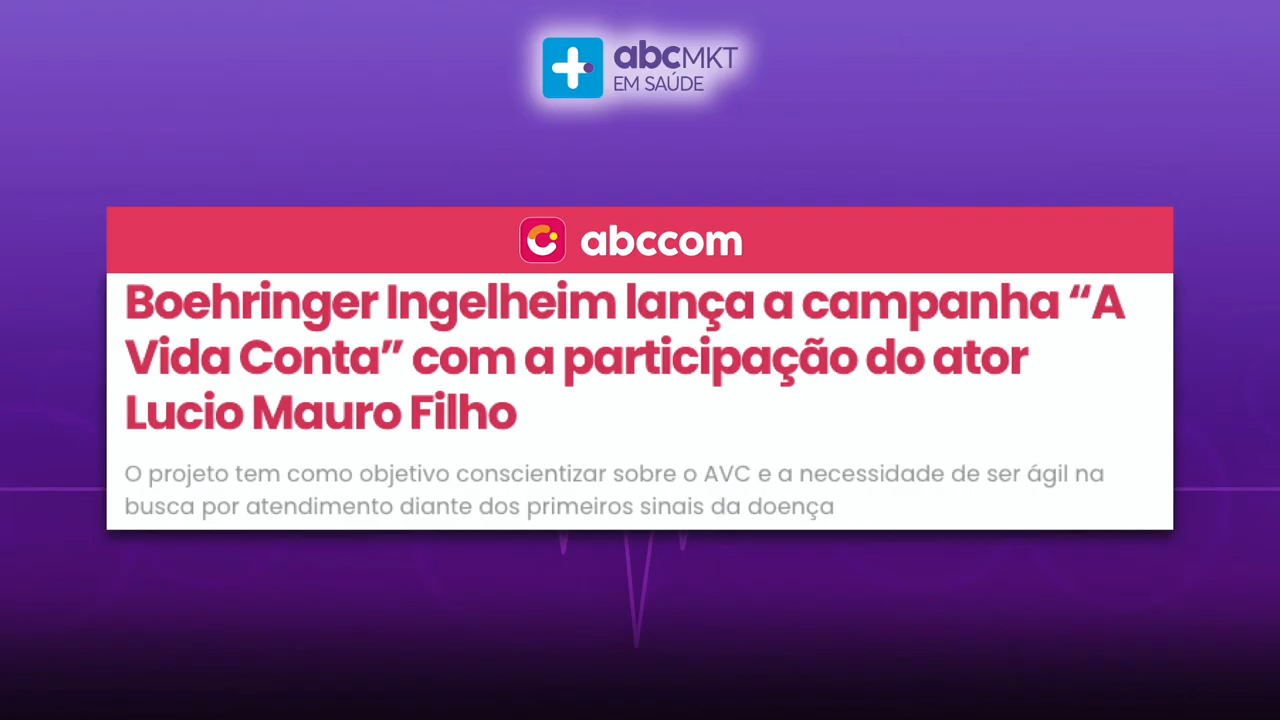 abcMKT
EM SAÚDE
abccom
Boehringer Ingelheim lança a campanha “A
Vida Conta” com a participação do ator
Lucio Mauro Filho
O projeto tem como objetivo conscientizar sobre o AVC e a necessidade de ser ágil na
busca por atendimento diante dos primeiros sinais da doença